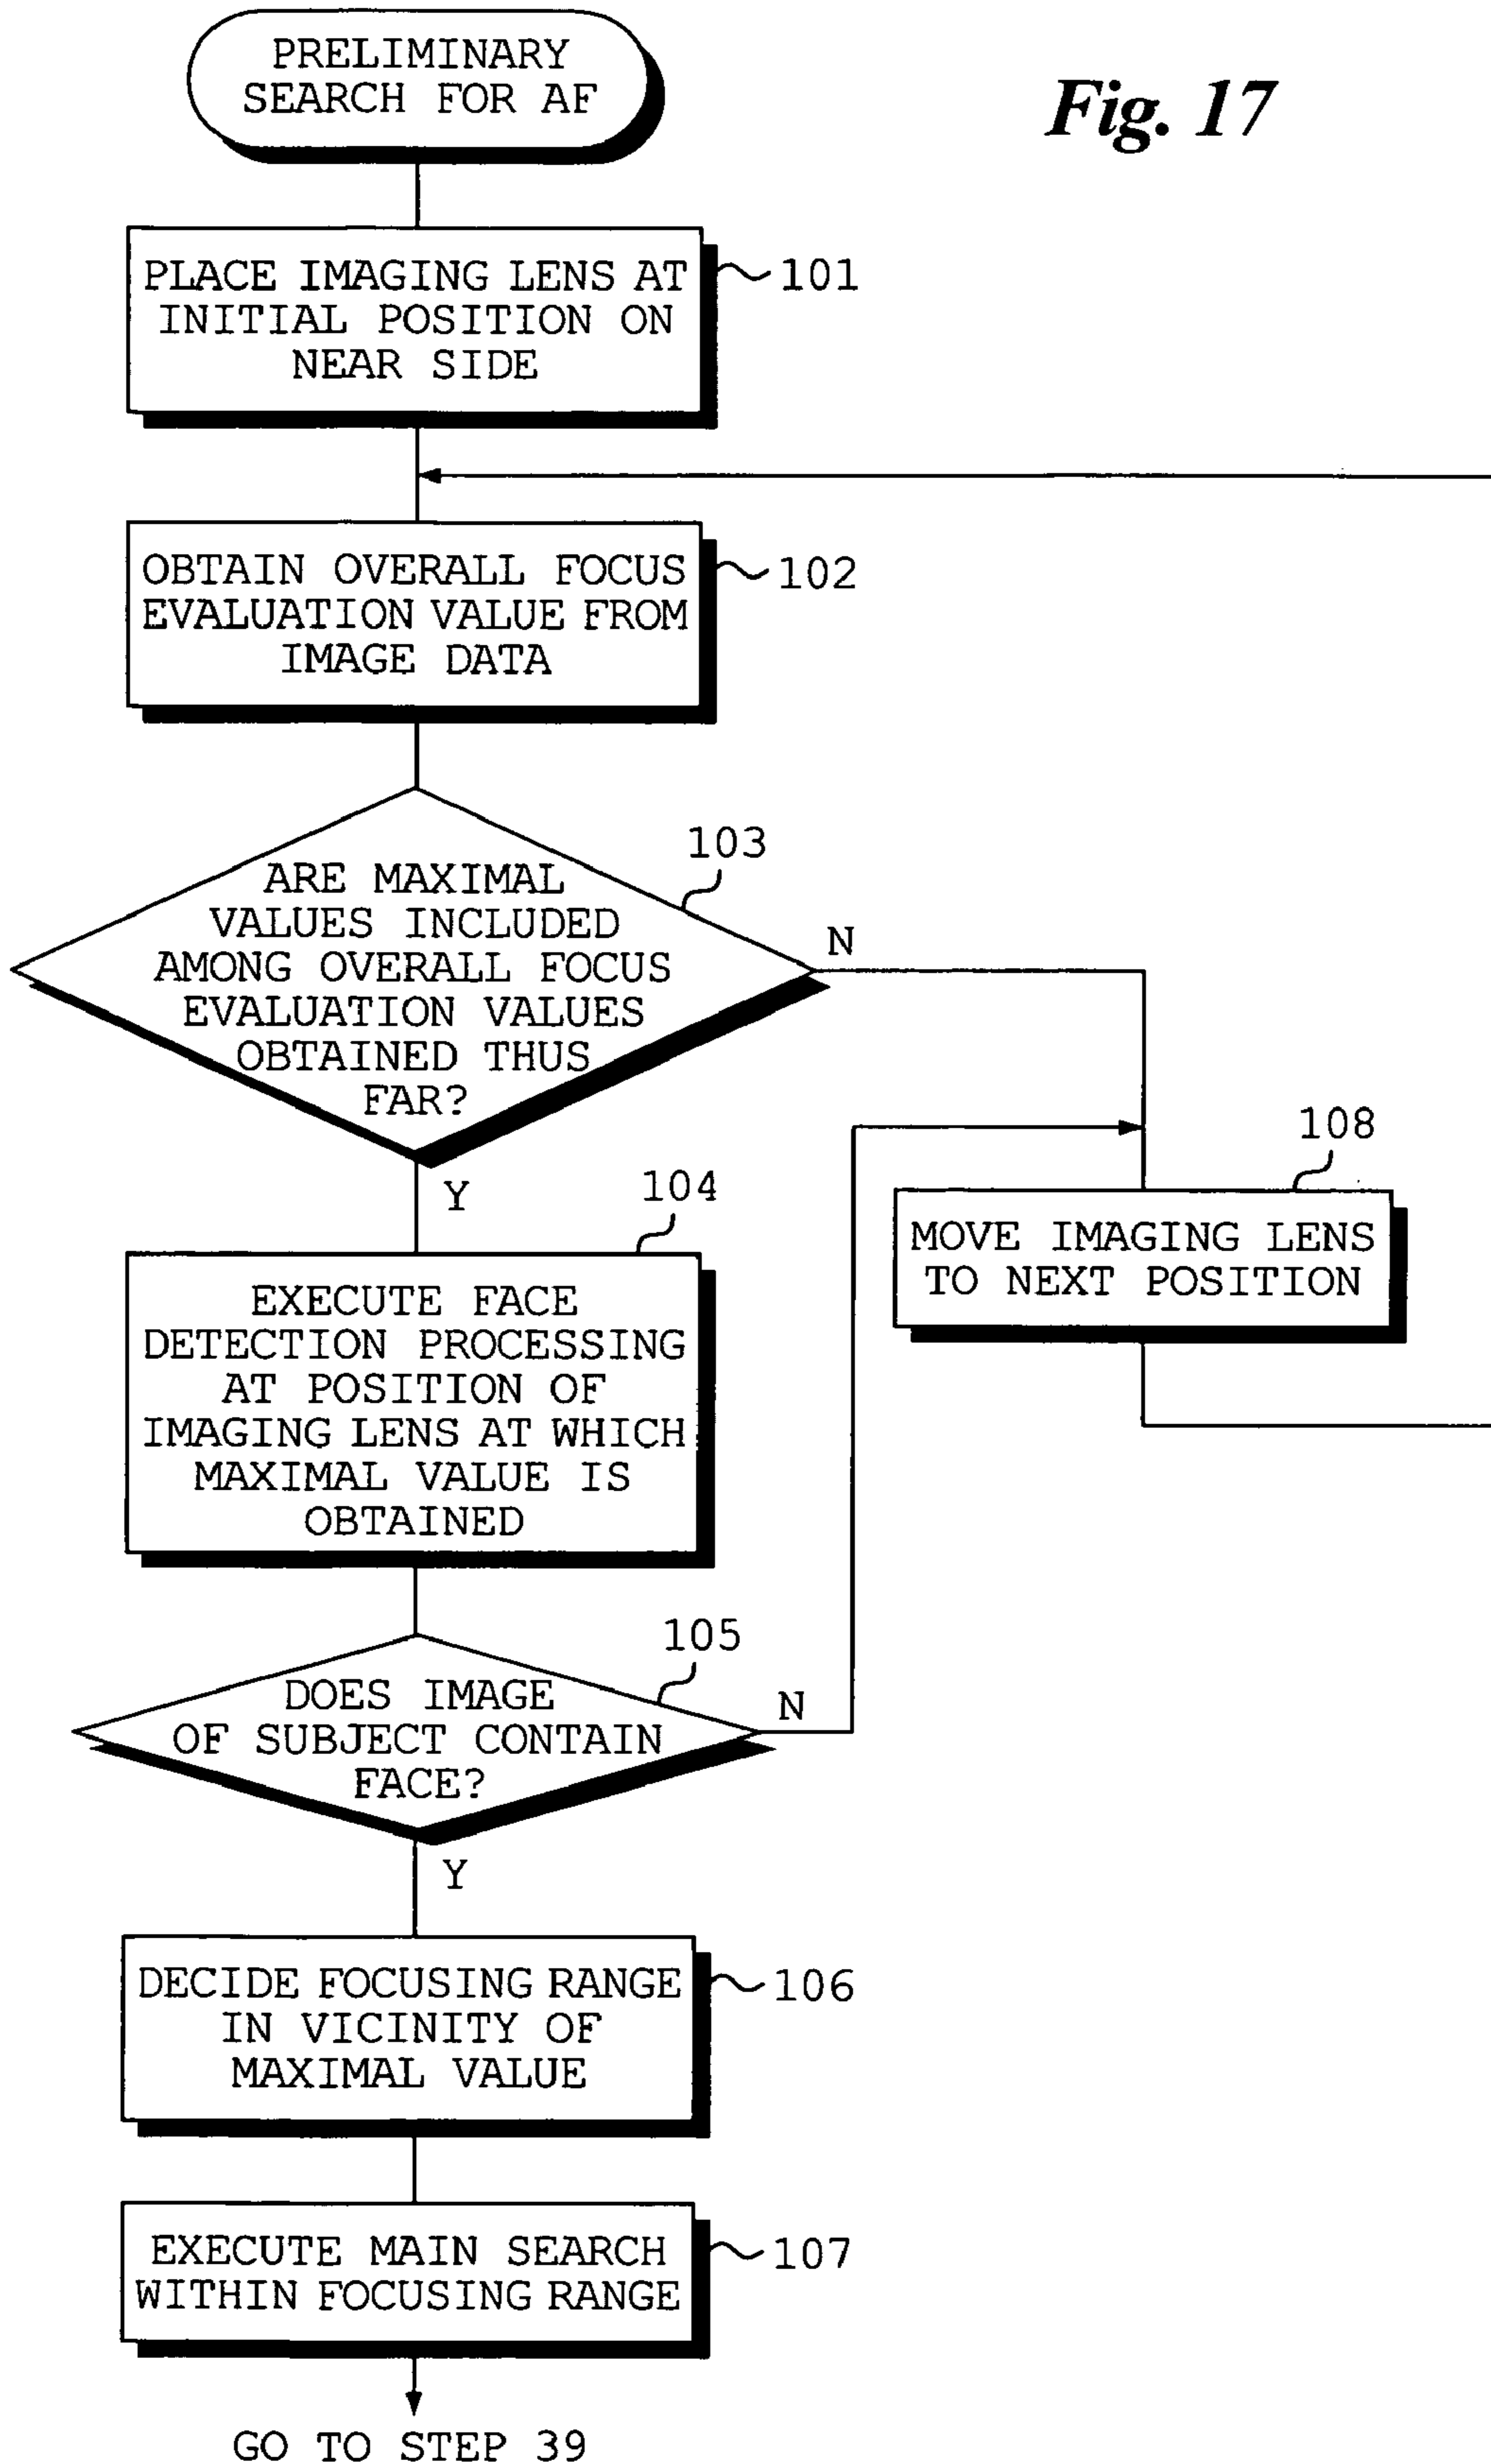 PRELIMINARY
SEARCH FOR AF
Fig. 17
PLACE IMAGING LENS AT
INITIAL POSITION ON
NEAR SIDE
101
OBTAIN OVERALL FOCUS
EVALUATION VALUE FROM
IMAGE DATA
102
103
ARE MAXIMAL
VALUES INCLUDED
AMONG OVERALL FOCUS
EVALUATION VALUES
OBTAINED THUS
FAR?
N
Y
108
MOVE IMAGING LENS
TO NEXT POSITION
104
EXECUTE FACE
DETECTION PROCESSING
AT POSITION OF
IMAGING LENS AT WHICH
MAXIMAL VALUE IS
OBTAINED
105
DOES IMAGE
OF SUBJECT CONTAIN
FACE?
N
Y
DECIDE FOCUSING RANGE
IN VICINITY OF
MAXIMAL VALUE
106
EXECUTE MAIN SEARCH
WITHIN FOCUSING RANGE
107
GO TO STEP 39